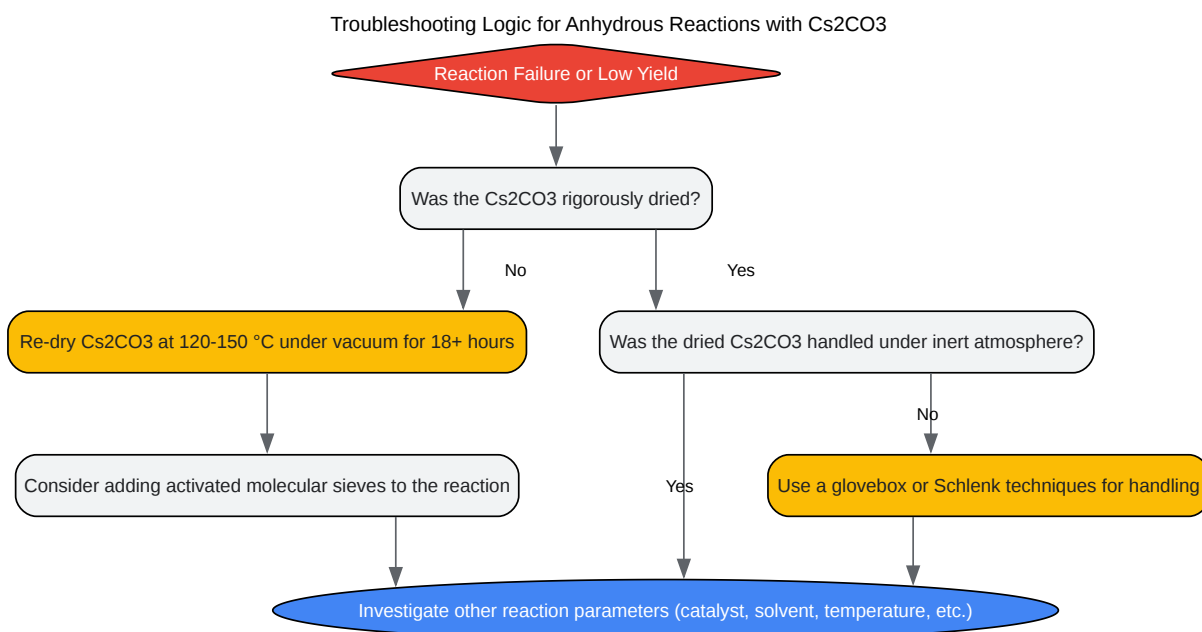 Troubleshooting Logic for Anhydrous Reactions with Cs2CO3
Reaction Failure or Low Yield
Was the Cs2CO3 rigorously dried?
No
Yes
Re-dry Cs2CO3 at 120-150 °C under vacuum for 18+ hours
Was the dried Cs2CO3 handled under inert atmosphere?
No
Consider adding activated molecular sieves to the reaction
Yes
Use a glovebox or Schlenk techniques for handling
Investigate other reaction parameters (catalyst, solvent, temperature, etc.)